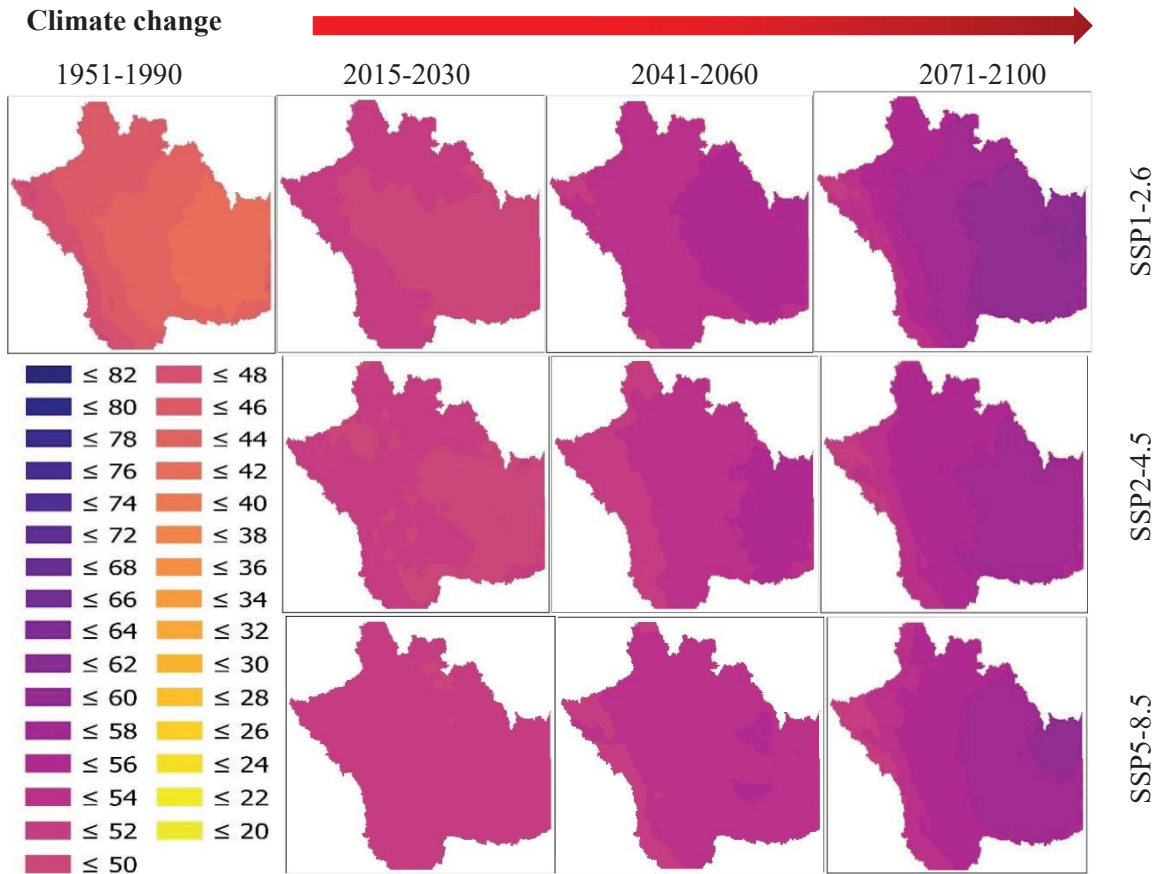 Climate change
1951-1990 2015-2030 2041-2060 2071-2100
SSP1-2.6
≤ 82 ≤ 48
≤ 80 ≤ 46
≤ 78 ≤ 44
≤ 76 ≤ 42
≤ 74 ≤ 40
≤ 72 ≤ 38
≤ 68 ≤ 36
≤ 66 ≤ 34
≤ 64 ≤ 32
≤ 62 ≤ 30
≤ 60 ≤ 28
≤ 58 ≤ 26
≤ 56 ≤ 24
≤ 54 ≤ 22
≤ 52 ≤ 20
≤ 50
SSP2-4.5
SSP5-8.5